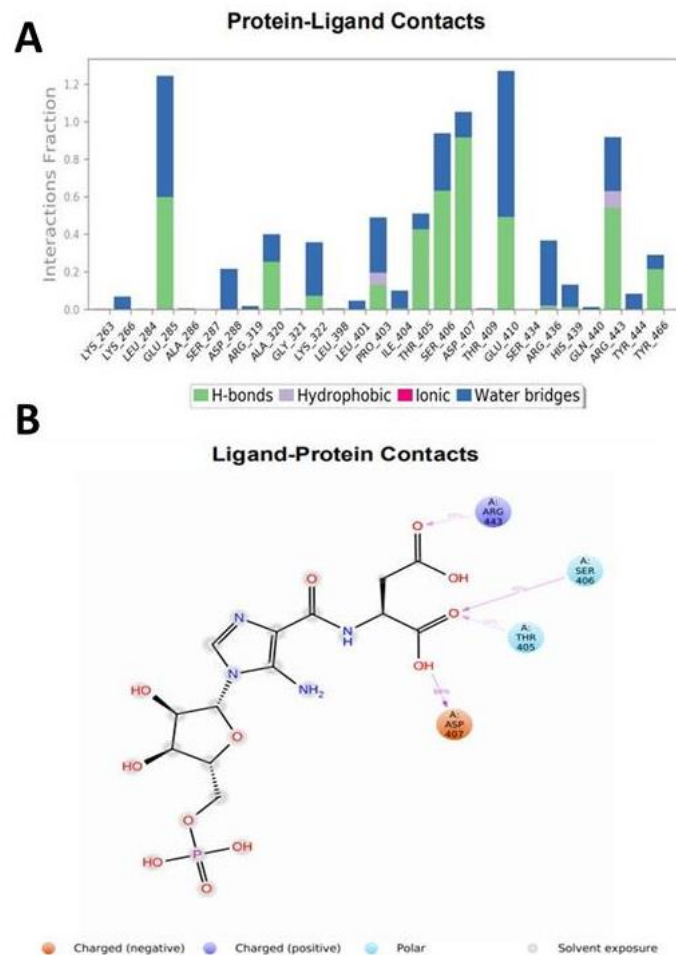 Protein-Ligand Contacts
A
Interactions Fraction
1.2
1.0
0.8
0.6
0.4
0.2
0.0
LYS_263
LYS_266
LEU_284
GLU_285
ALA_286
SER_287
ASP_288
ARG_319
ALA_320
GLY_321
LYS_322
LEU_398
LEU_401
PRO_403
ILE_404
THR_405
SER_406
ASP_407
THR_409
GLU_410
SER_434
ARG_436
HIS_439
GLN_440
ARG_443
TYR_444
TYR_466
H-bonds Hydrophobic Ionic Water bridges
B
Ligand-Protein Contacts
A:
ARG
443
O
OH
A:
SER
406
O
N
O
N
H
A:
THR
405
OH
N
NH2
HO
O
A:
ASP
407
HO
O
HO
P
OH
O
Charged (negative) Charged (positive) Polar Solvent exposure